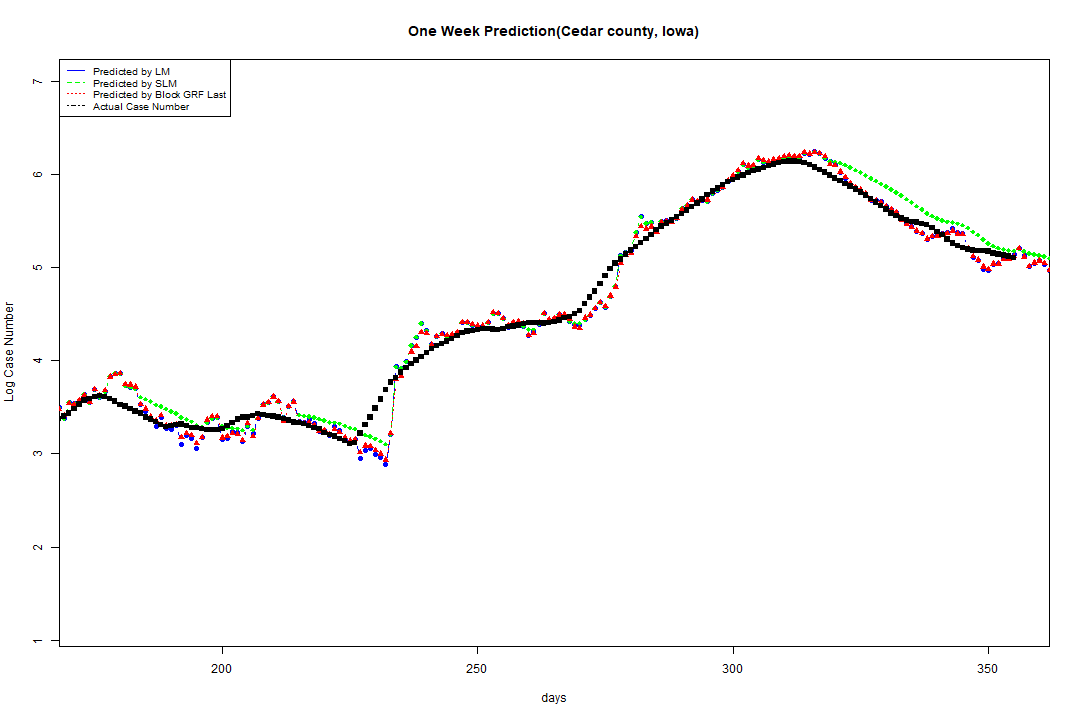 One Week Prediction(Cedar county, Iowa)
Predicted by LM
Predicted by SLM
Predicted by Block GRF Last
Actual Case Number
7
6
5
4
3
2
1
Log Case Number
200 250 300 350
days